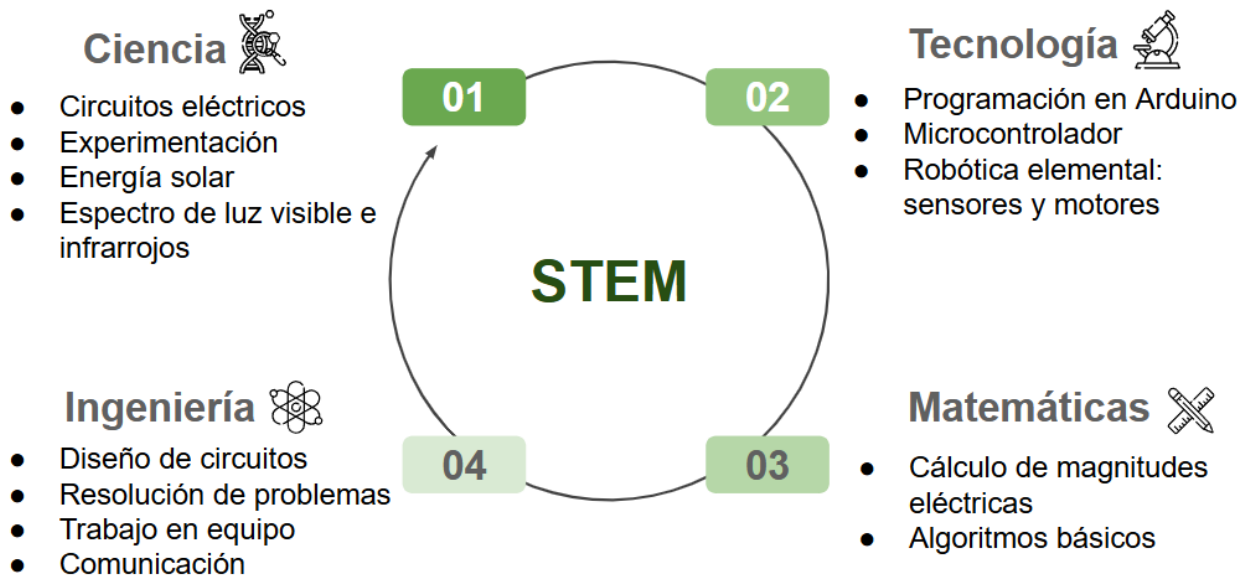 Ciencia
01
● Circuitos eléctricos
● Experimentación
● Energía solar
● Espectro de luz visible e
infrarrojos
Tecnología
02
● Programación en Arduino
● Microcontrolador
● Robótica elemental:
sensores y motores
STEM
Ingeniería
04
● Diseño de circuitos
● Resolución de problemas
● Trabajo en equipo
● Comunicación
Matemáticas
03
● Cálculo de magnitudes
eléctricas
● Algoritmos básicos